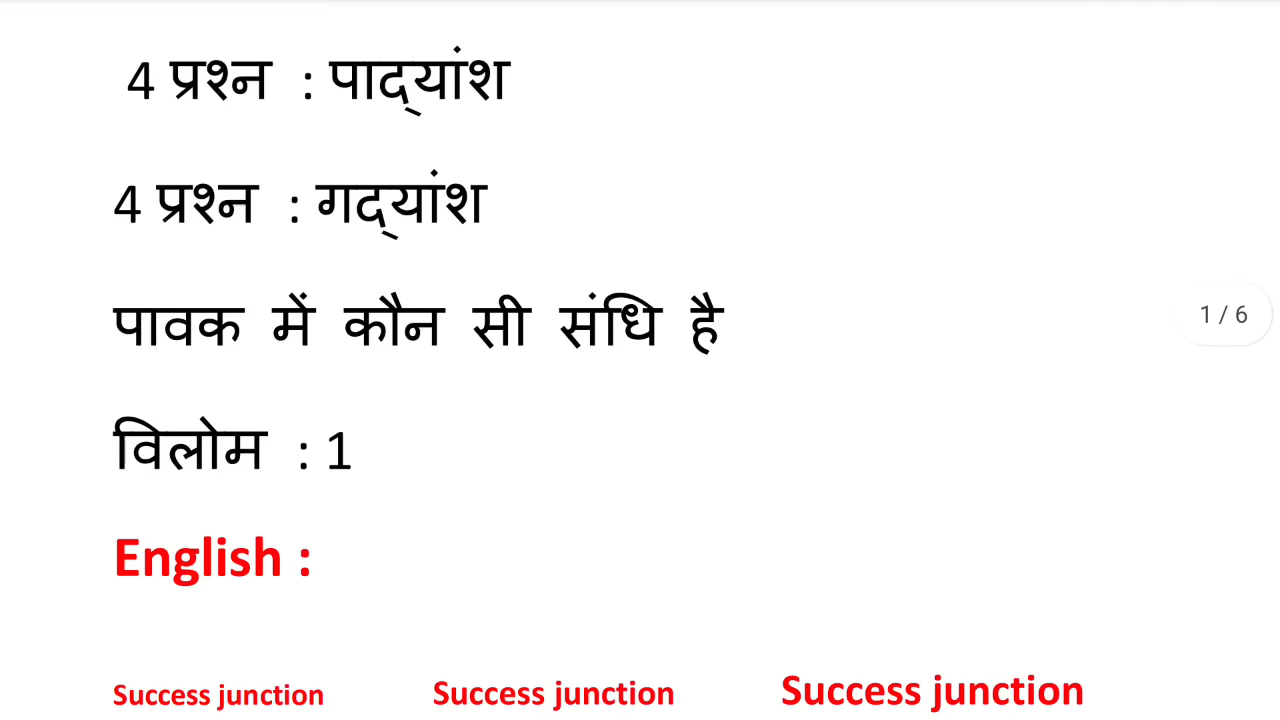 4 प्रश्न : पाद्‌यांश
4 प्रश्न : गद्‌यांश
पावक में कौन सी संधि है
1 / 6
विलोम : 1
English :
Success junction Success junction Success junction